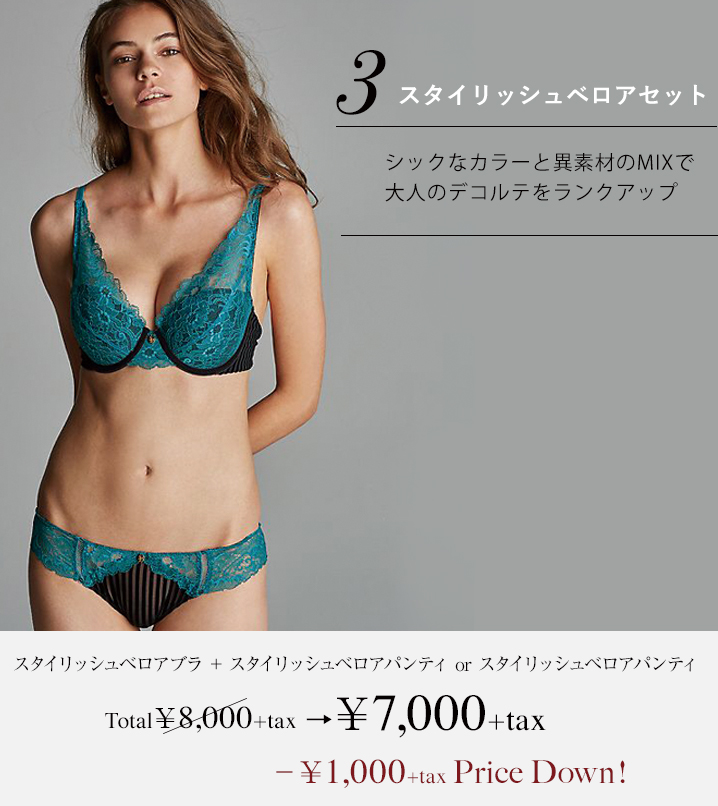 3 スタイリッシュベロアセット
シックなカラーと異素材のMIXで
大人のデコルテをランクアップ
スタイリッシュベロアブラ + スタイリッシュベロアパンティ or スタイリッシュベロアパンティ
Total ¥8,000+tax → ¥7,000+tax
−¥1,000+tax Price Down!